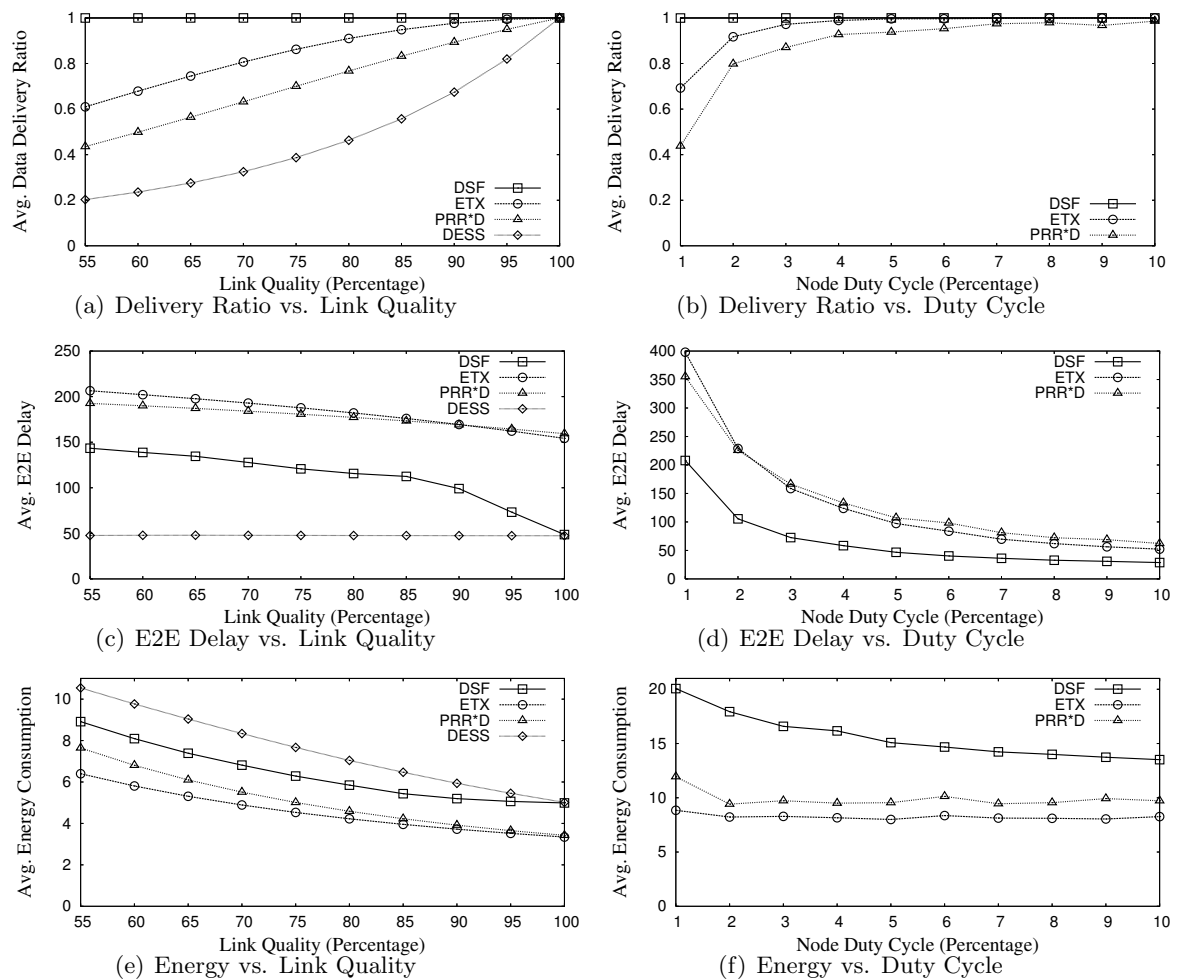 Avg. Data Delivery Ratio
1
0.8
0.6
0.4
0.2
0
DSF
ETX
PRR*D
DESS
55 60 65 70 75 80 85 90 95 100
Link Quality (Percentage)
(a) Delivery Ratio vs. Link Quality
Avg. Data Delivery Ratio
1
0.8
0.6
0.4
0.2
0
DSF
ETX
PRR*D
1 2 3 4 5 6 7 8 9 10
Node Duty Cycle (Percentage)
(b) Delivery Ratio vs. Duty Cycle
Avg. E2E Delay
250
200
150
100
50
0
DSF
ETX
PRR*D
DESS
55 60 65 70 75 80 85 90 95 100
Link Quality (Percentage)
(c) E2E Delay vs. Link Quality
Avg. E2E Delay
400
350
300
250
200
150
100
50
0
DSF
ETX
PRR*D
1 2 3 4 5 6 7 8 9 10
Node Duty Cycle (Percentage)
(d) E2E Delay vs. Duty Cycle
Avg. Energy Consumption
10
8
6
4
2
0
DSF
ETX
PRR*D
DESS
55 60 65 70 75 80 85 90 95 100
Link Quality (Percentage)
(e) Energy vs. Link Quality
Avg. Energy Consumption
20
15
10
5
0
DSF
ETX
PRR*D
1 2 3 4 5 6 7 8 9 10
Node Duty Cycle (Percentage)
(f) Energy vs. Duty Cycle